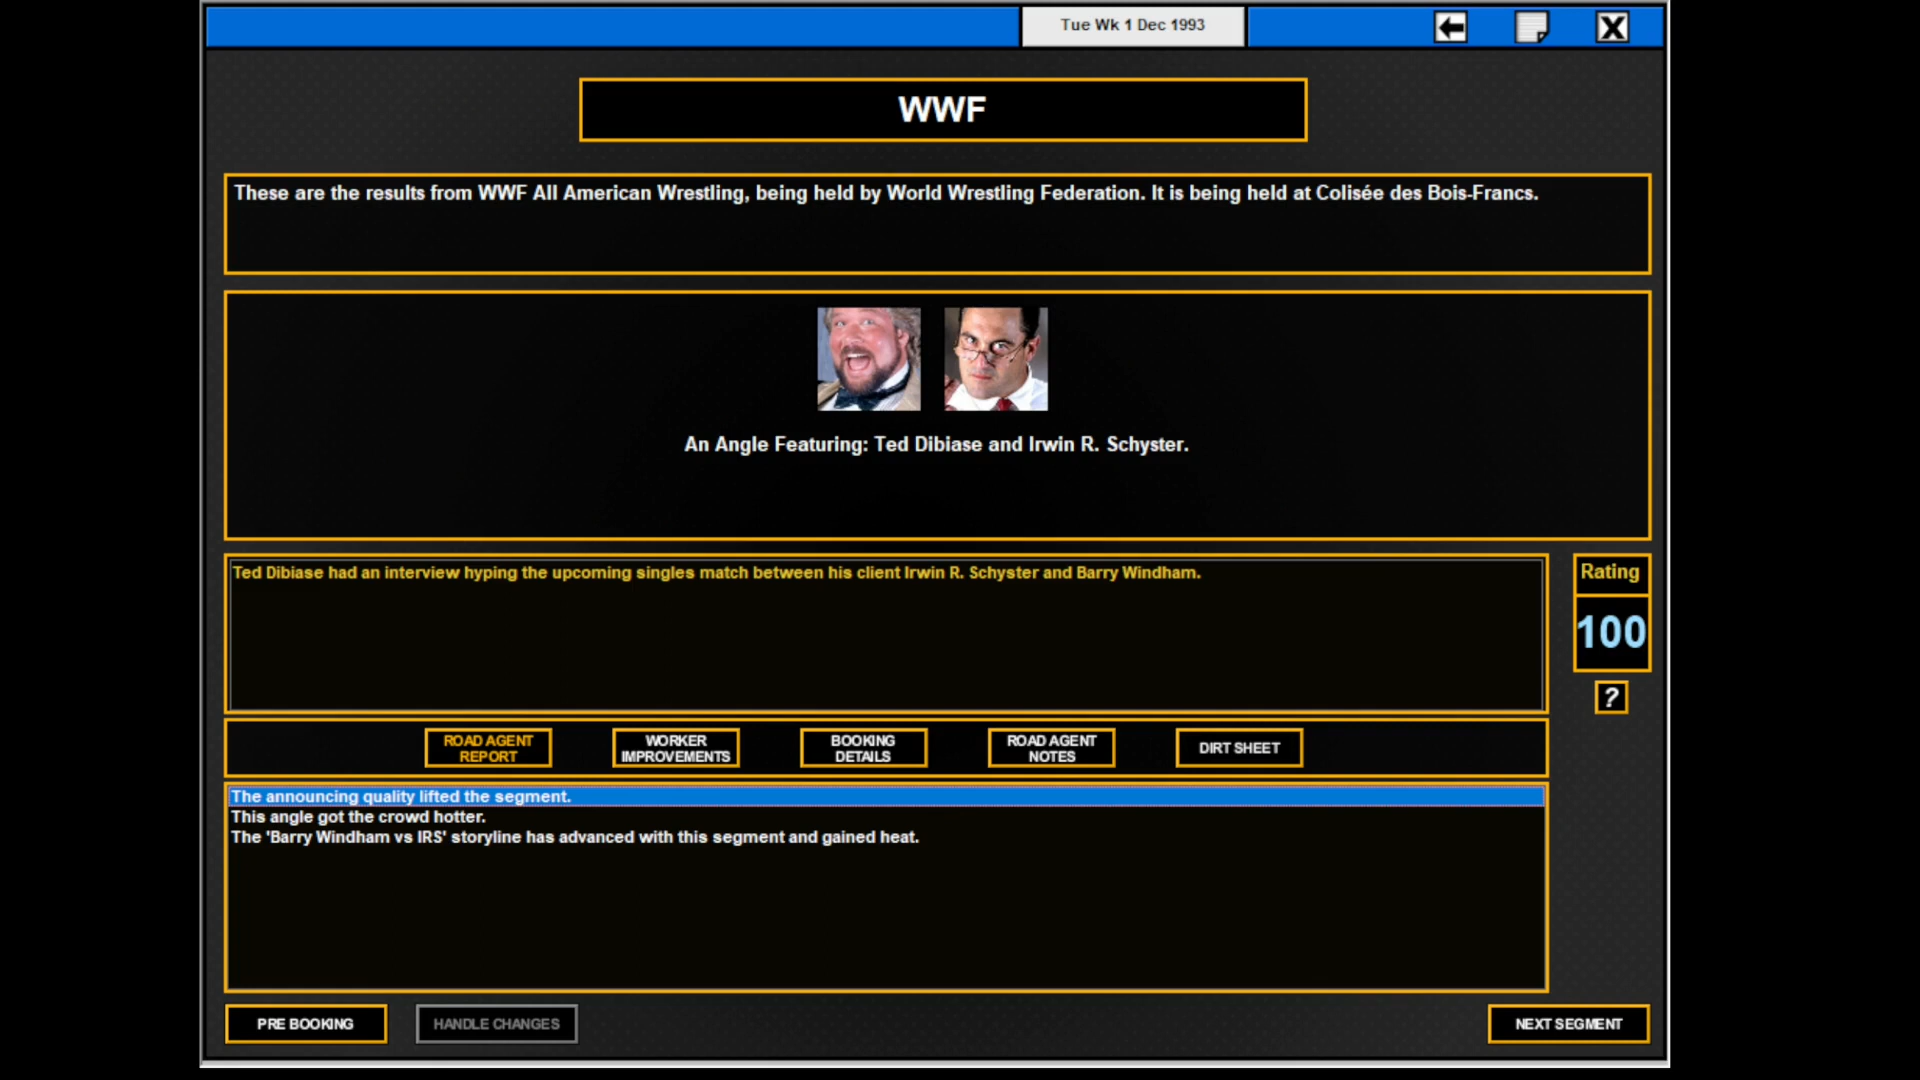 Tue Wk 1 Dec 1993
WWF
These are the results from WWF All American Wrestling, being held by World Wrestling Federation. It is being held at Colisée des Bois-Francs.
An Angle Featuring: Ted Dibiase and Irwin R. Schyster.
Ted Dibiase had an interview hyping the upcoming singles match between his client Irwin R. Schyster and Barry Windham.
Rating
100
?
ROAD AGENT
REPORT
WORKER
IMPROVEMENTS
BOOKING
DETAILS
ROAD AGENT
NOTES
DIRT SHEET
The announcing quality lifted the segment.
This angle got the crowd hotter.
The 'Barry Windham vs IRS' storyline has advanced with this segment and gained heat.
PRE BOOKING
HANDLE CHANGES
NEXT SEGMENT